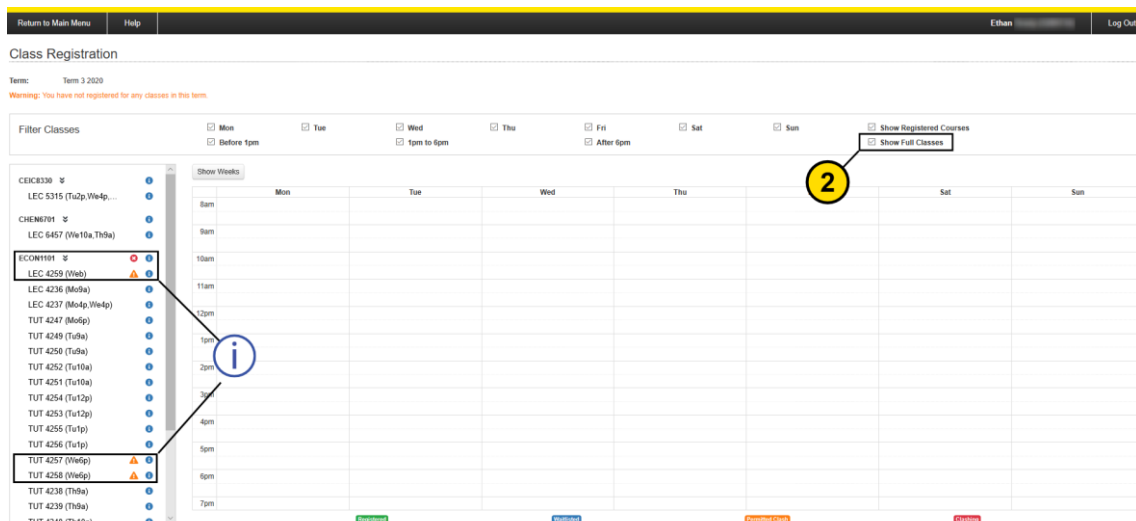 Return to Main Menu Help Ethan Log Out
Class Registration
Term: Term 3 2020
Warning: You have not registered for any classes in this term.
Filter Classes Mon Tue Wed Thu Fri Sat Sun Show Registered Courses
Before 1pm 1pm to 6pm After 6pm Show Full Classes
2
Show Weeks
Mon Tue Wed Thu Sat Sun
CEIC8330
LEC 5315 (Tu2p,We4p,...
CHEN6701
LEC 6457 (We10a,Th9a)
ECON1101
LEC 4259 (Web)
LEC 4236 (Mo9a)
LEC 4237 (Mo4p,We4p)
TUT 4247 (Mo6p)
TUT 4249 (Tu9a)
TUT 4250 (Tu9a)
TUT 4252 (Tu10a)
TUT 4251 (Tu10a)
TUT 4254 (Tu12p)
TUT 4253 (Tu12p)
TUT 4255 (Tu1p)
TUT 4256 (Tu1p)
TUT 4257 (We6p)
TUT 4258 (We6p)
TUT 4238 (Th9a)
TUT 4239 (Th9a)
8am
9am
10am
11am
12pm
1pm
i
2pm
3pm
4pm
5pm
6pm
7pm
Registered Waitlisted Permitted Clash Clashing